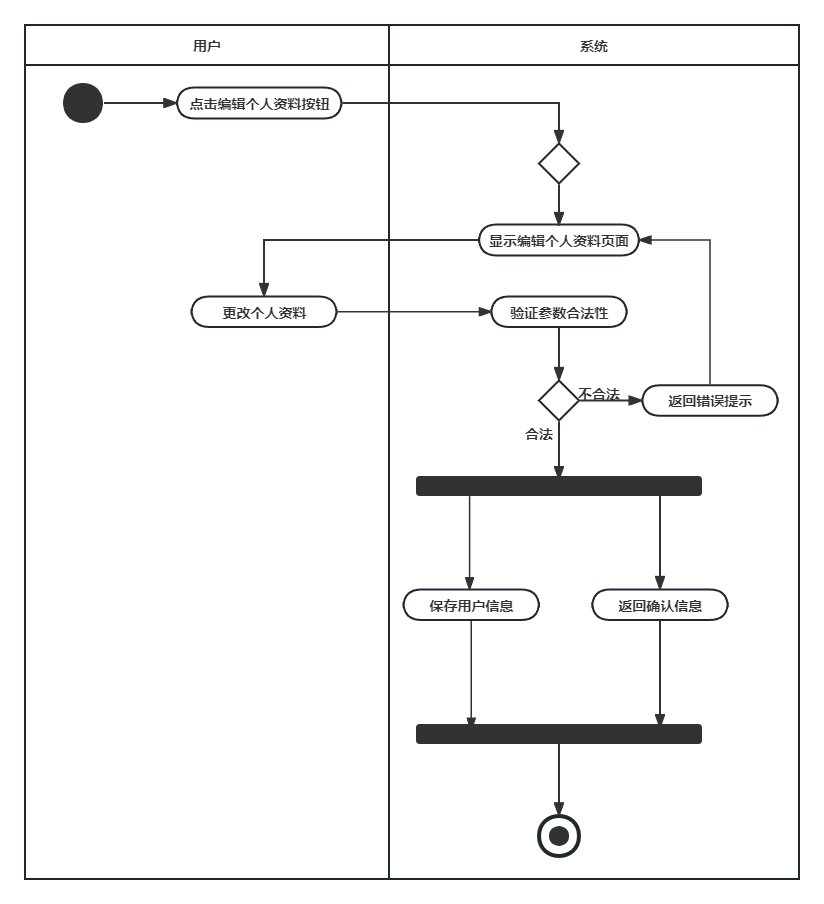 用户
系统
点击编辑个人资料按钮
显示编辑个人资料页面
更改个人资料
验证参数合法性
不合法
返回错误提示
合法
保存用户信息
返回确认信息